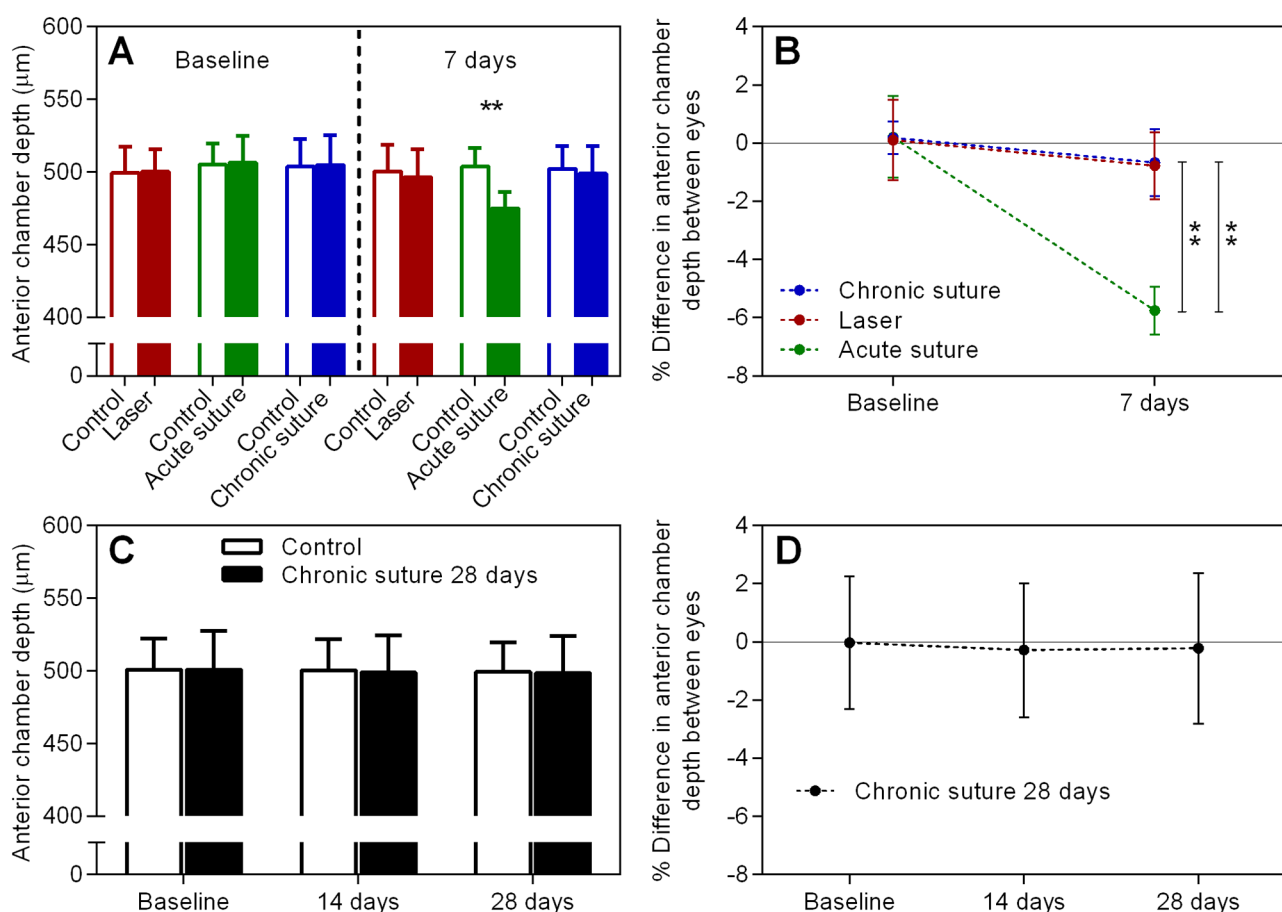 A
Baseline
7 days
**
Anterior chamber depth (μm)
600
550
500
450
400
0
Control
Laser
Control
Acute suture
Control
Chronic suture
Control
Laser
Control
Acute suture
Control
Chronic suture
B
% Difference in anterior chamber
depth between eyes
4
2
0
-2
-4
-6
-8
**
**
Chronic suture
Laser
Acute suture
Baseline
7 days
C
Control
Chronic suture 28 days
Anterior chamber depth (μm)
600
550
500
450
400
0
Baseline
14 days
28 days
D
% Difference in anterior chamber
depth between eyes
4
2
0
-2
-4
-6
-8
Chronic suture 28 days
Baseline
14 days
28 days